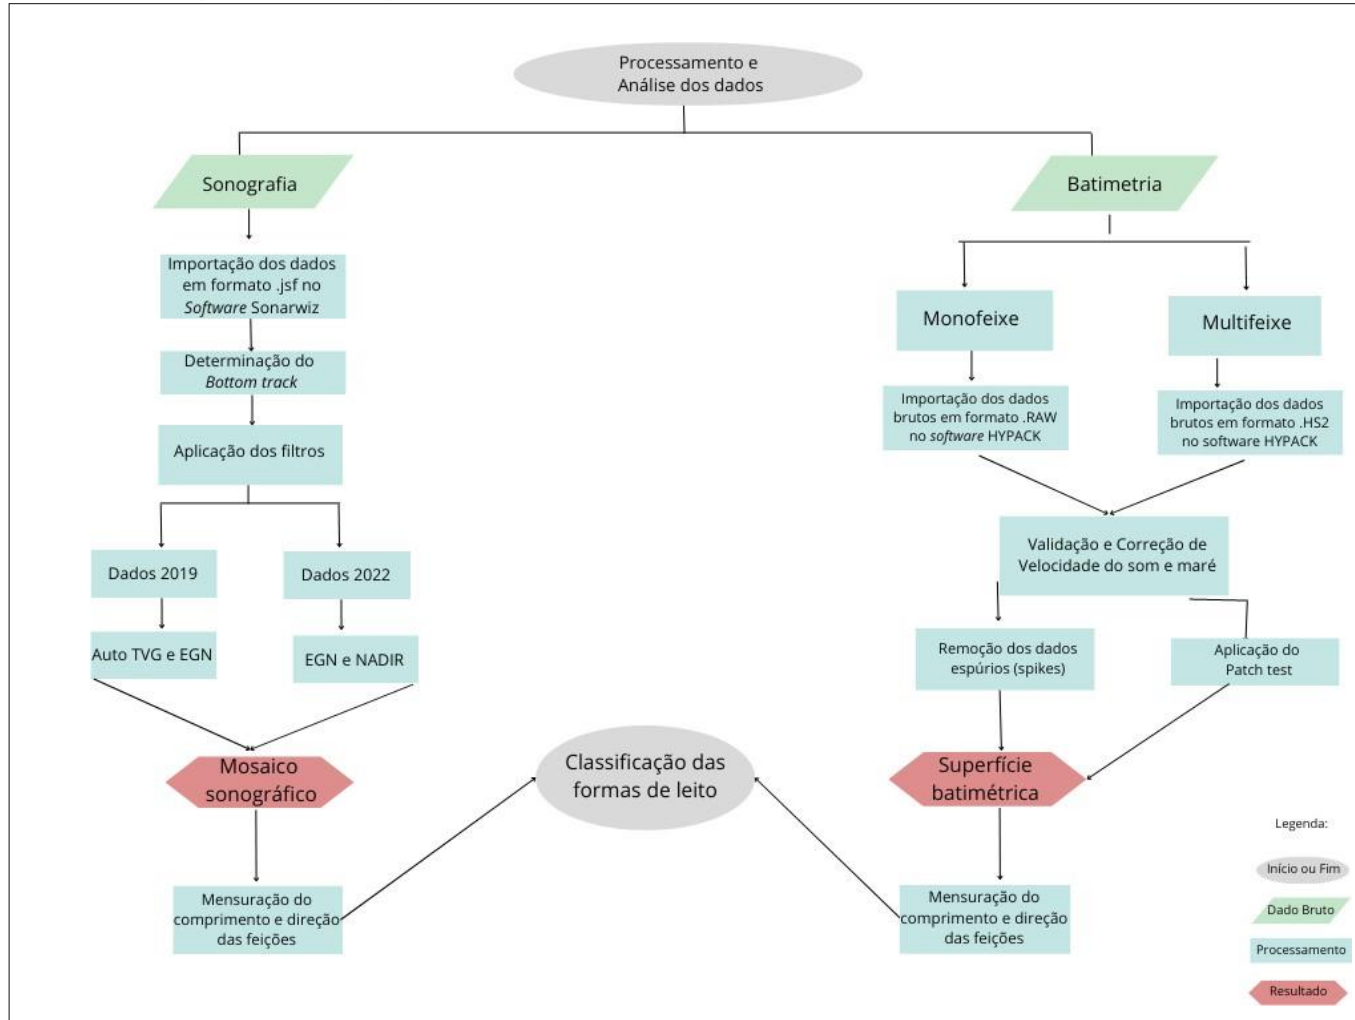 Processamento e
Análise dos dados
Sonografia
Importação dos dados
em formato .jsf no
Software Sonarwiz
Determinação do
Bottom track
Aplicação dos filtros
Dados 2019
Dados 2022
Auto TVG e EGN
EGN e NADIR
Mosaico
sonográfico
Mensuração do
comprimento e direção
das feições
Batimetria
Monofeixe
Multifeixe
Importação dos dados
brutos em formato .RAW
no software HYPACK
Importação dos dados
brutos em formato .HS2
no software HYPACK
Validação e Correção de
Velocidade do som e maré
Remoção dos dados
espúrios (spikes)
Aplicação do
Patch test
Superfície
batimétrica
Mensuração do
comprimento e direção
das feições
Classificação das
formas de leito
Legenda:
Início ou Fim
Dado Bruto
Processamento
Resultado